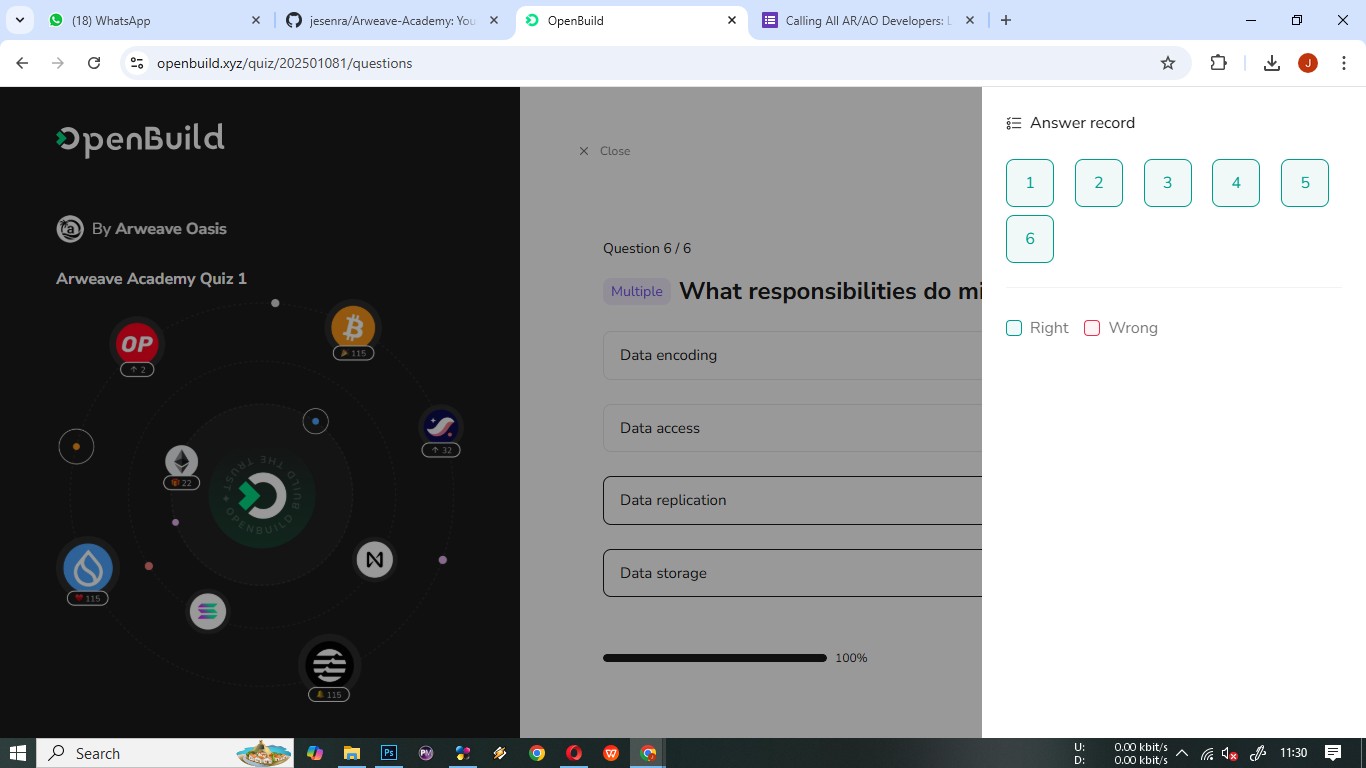 (18) WhatsApp
jesenra/Arweave-Academy: You
OpenBuild
Calling All AR/AO Developers: L
openbuild.xyz/quiz/202501081/questions
J
OpenBuild
By Arweave Oasis
Arweave Academy Quiz 1
OP
↑ 2
115
↑ 32
22
BUILD THE TRUST
OPENBUILD
115
115
× Close
Question 6 / 6
Multiple What responsibilities do mi
Data encoding
Data access
Data replication
Data storage
100%
Answer record
1 2 3 4 5
6
Right Wrong
Search
Ps
U: 0.00 kbit/s
D: 0.00 kbit/s
11:30